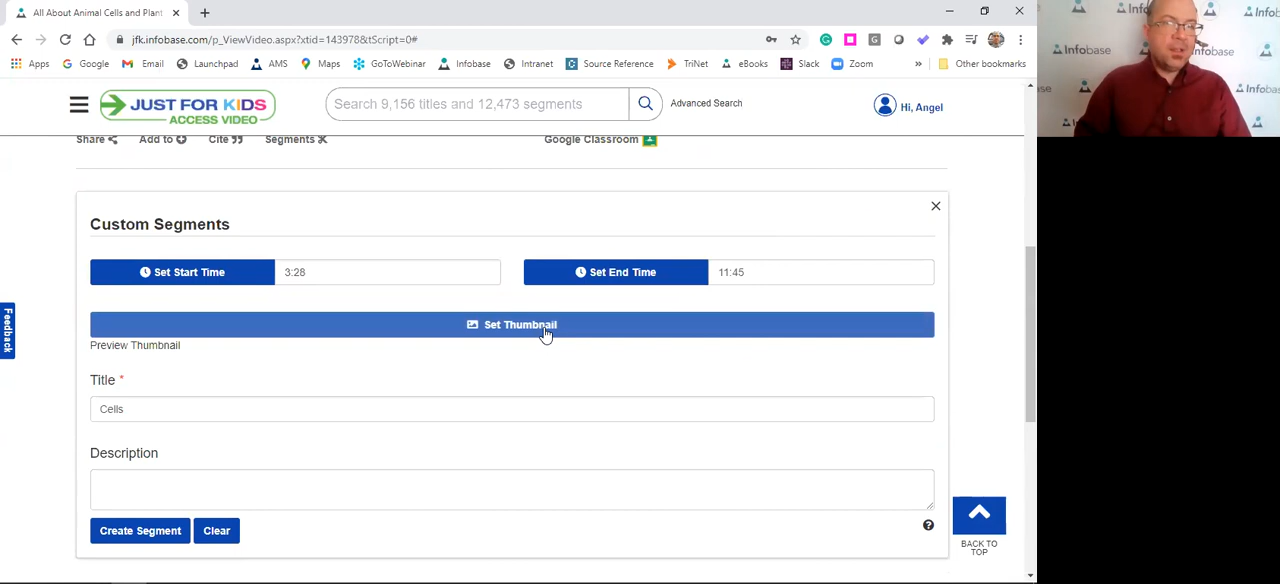 All About Animal Cells and Plant
jfk.infobase.com/p_ViewVideo.aspx?xtid=143978&tScript=0#
Apps Google Email Launchpad AMS Maps GoToWebinar Infobase Intranet Source Reference TriNet eBooks Slack Zoom » Other bookmarks
JUST FOR KIDS
ACCESS VIDEO
Search 9,156 titles and 12,473 segments
Advanced Search
Hi, Angel
Share
Add to
Cite
Segments
Google Classroom
Custom Segments
Set Start Time 3:28
Set End Time 11:45
Set Thumbnail
Preview Thumbnail
Title *
Cells
Description
Create Segment
Clear
BACK TO
TOP
Feedback
Infobase